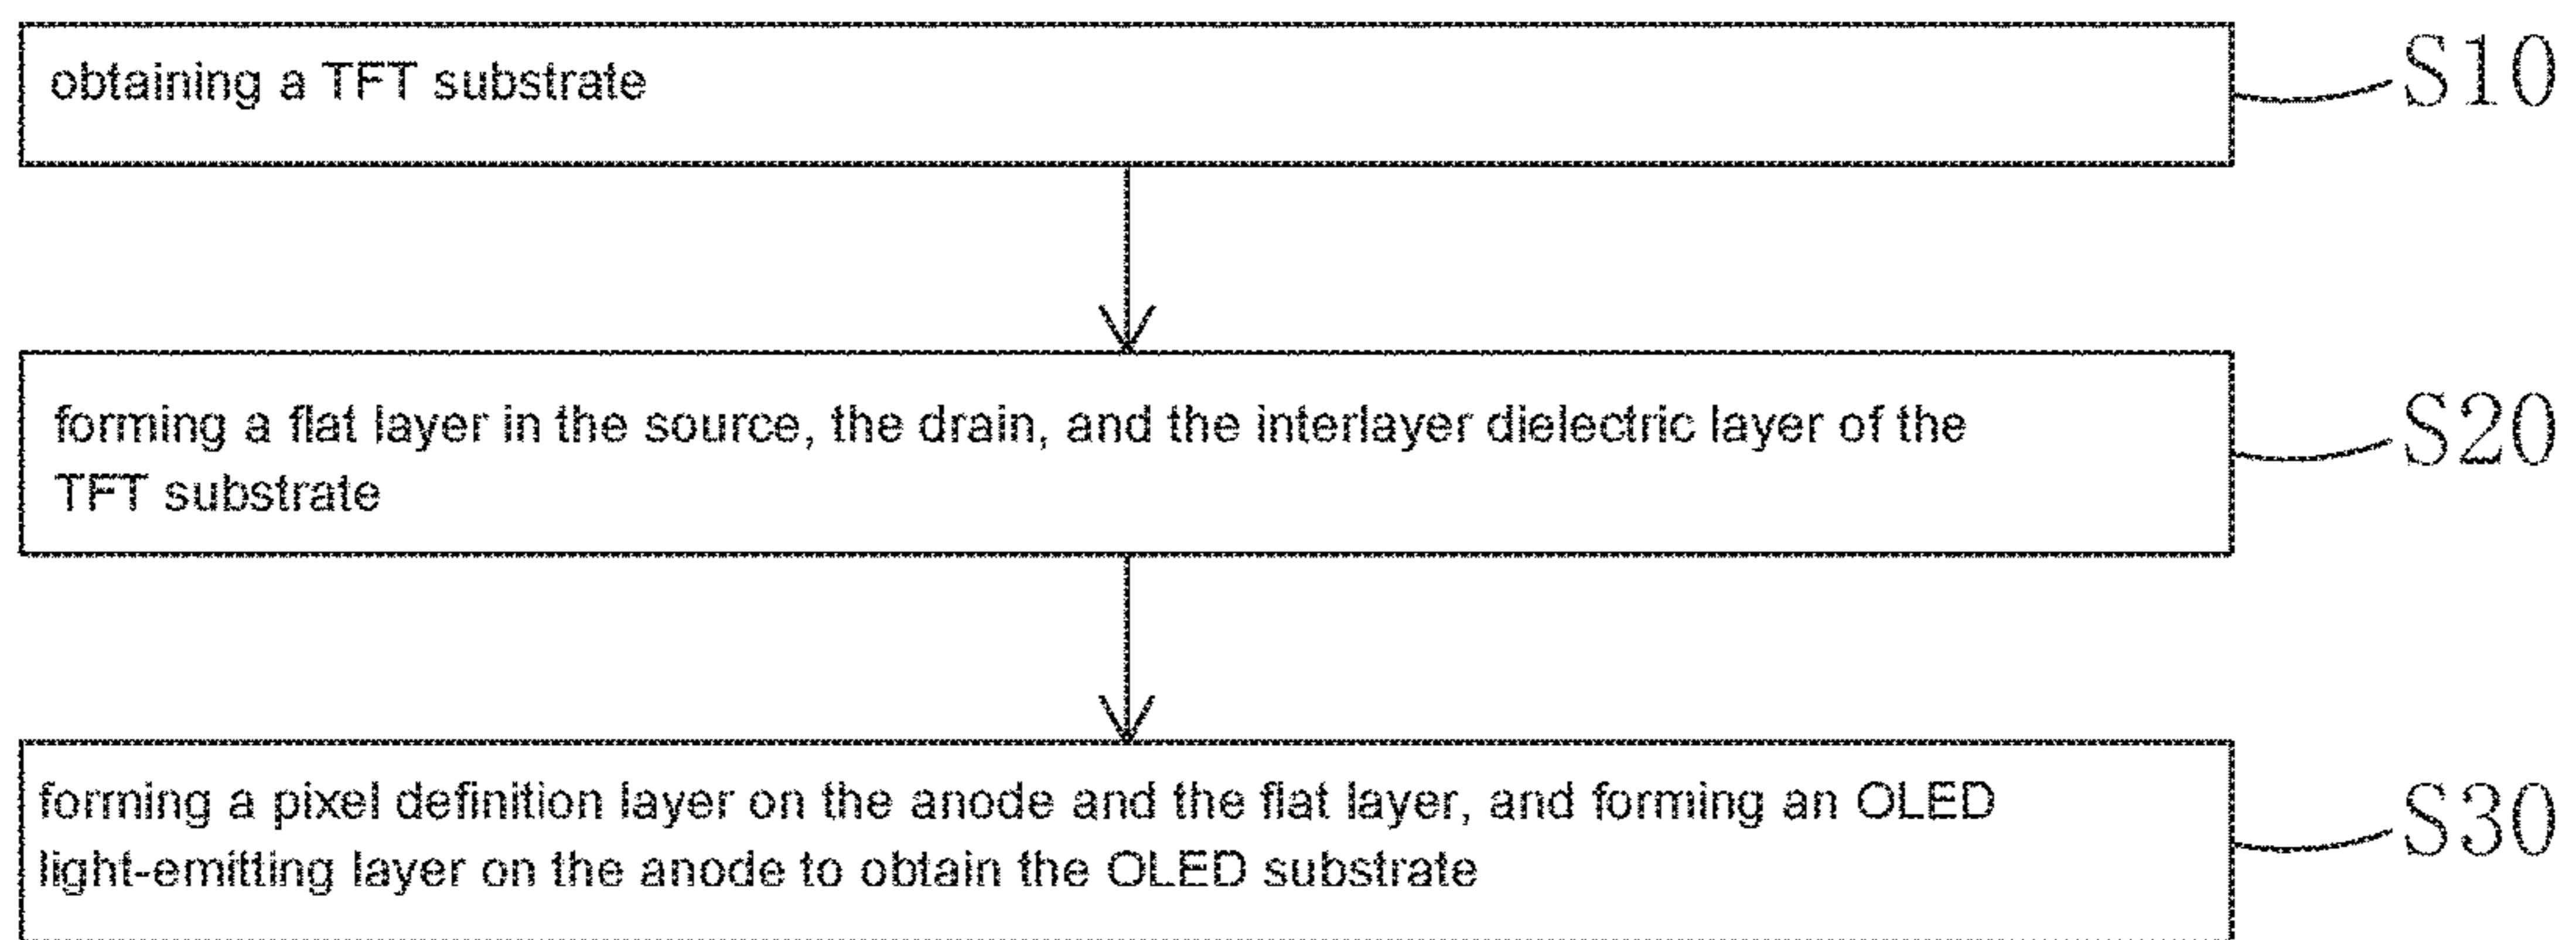 obtaining a TFT substrate
S10
forming a flat layer in the source, the drain, and the interlayer dielectric layer of the
TFT substrate
S20
forming a pixel definition layer on the anode and the flat layer, and forming an OLED
light-emitting layer on the anode to obtain the OLED substrate
S30